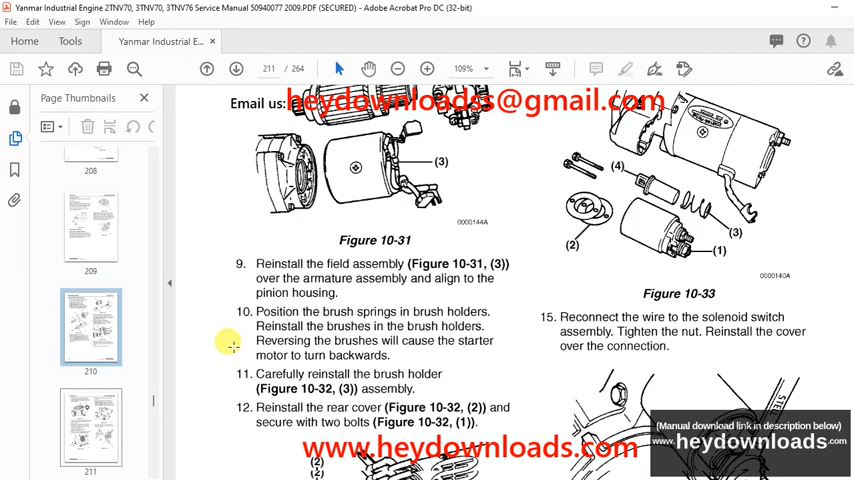 Yanmar Industrial Engine 2TNV70, 3TNV70, 3TNV76 Service Manual 50940077 2009.PDF (SECURED) - Adobe Acrobat Pro DC (32-bit)
File Edit View Sign Window Help
Home Tools Yanmar Industrial E... ×
211 / 264 109%
Page Thumbnails
208
209
210
211
Email us: heydownloadss@gmail.com
(3)
0000144A
Figure 10-31
9. Reinstall the field assembly (Figure 10-31, (3))
over the armature assembly and align to the
pinion housing.
10. Position the brush springs in brush holders.
Reinstall the brushes in the brush holders.
Reversing the brushes will cause the starter
motor to turn backwards.
11. Carefully reinstall the brush holder
(Figure 10-32, (3)) assembly.
12. Reinstall the rear cover (Figure 10-32, (2)) and
secure with two bolts (Figure 10-32, (1)).
(2)
(2)
(4)
(2)
(3)
(1)
0000140A
Figure 10-33
15. Reconnect the wire to the solenoid switch
assembly. Tighten the nut. Reinstall the cover
over the connection.
STEL
www.heydownloads.com
(Manual download link in description below)
www.heydownloads.com